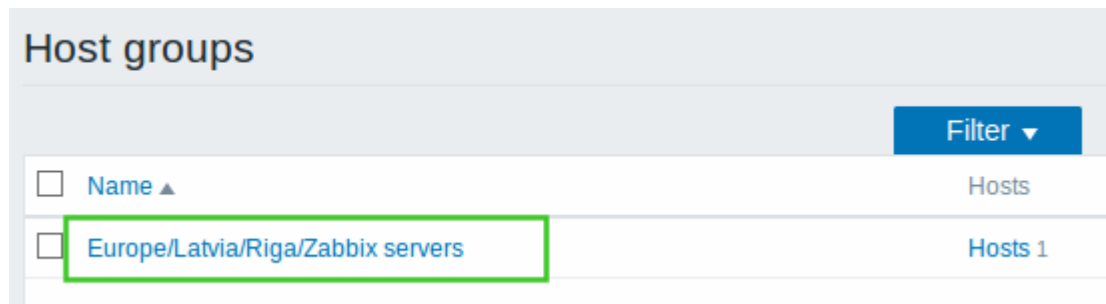 Host groups
Filter
Name Hosts
Europe/Latvia/Riga/Zabbix servers Hosts 1